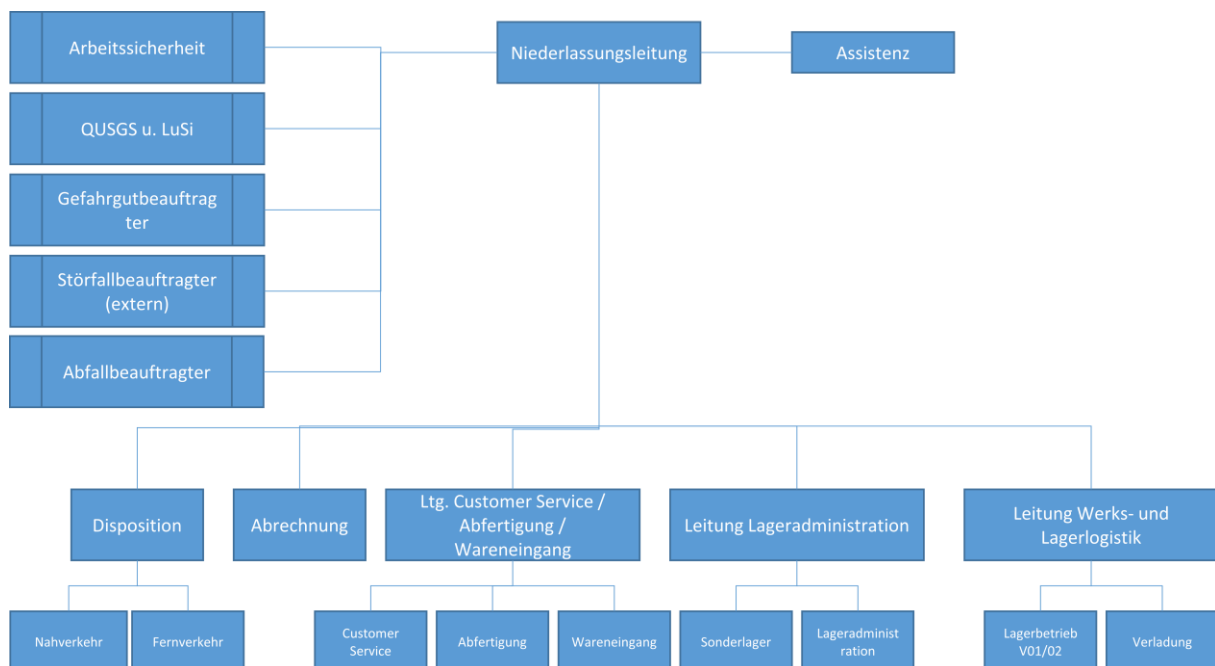 Arbeitssicherheit
Niederlassungsleitung
Assistenz
QUSGS u. LuSi
Gefahrgutbeauftrag
ter
Störfallbeauftragter
(extern)
Abfallbeauftragter
Disposition
Abrechnung
Ltg. Customer Service /
Abfertigung /
Wareneingang
Leitung Lageradministration
Leitung Werks- und
Lagerlogistik
Nahverkehr
Fernverkehr
Customer
Service
Abfertigung
Wareneingang
Sonderlager
Lageradminist
ration
Lagerbetrieb
V01/02
Verladung